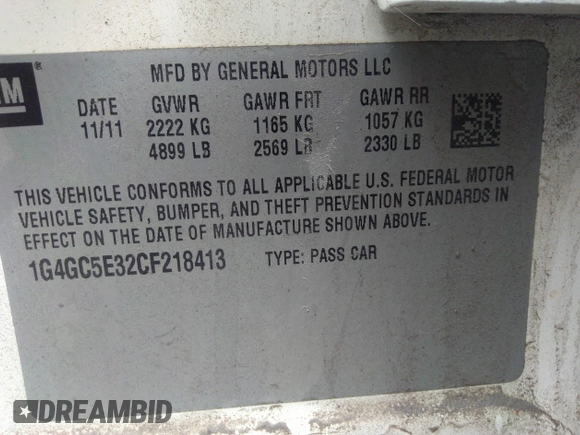 GM ®
MFD BY GENERAL MOTORS LLC
DATE GVWR GAWR FRT GAWR RR
11/11 2222 KG 1165 KG 1057 KG
4899 LB 2569 LB 2330 LB
THIS VEHICLE CONFORMS TO ALL APPLICABLE U.S. FEDERAL MOTOR
VEHICLE SAFETY, BUMPER, AND THEFT PREVENTION STANDARDS IN
EFFECT ON THE DATE OF MANUFACTURE SHOWN ABOVE.
1G4GC5E32CF218413 TYPE: PASS CAR
DREAMBID